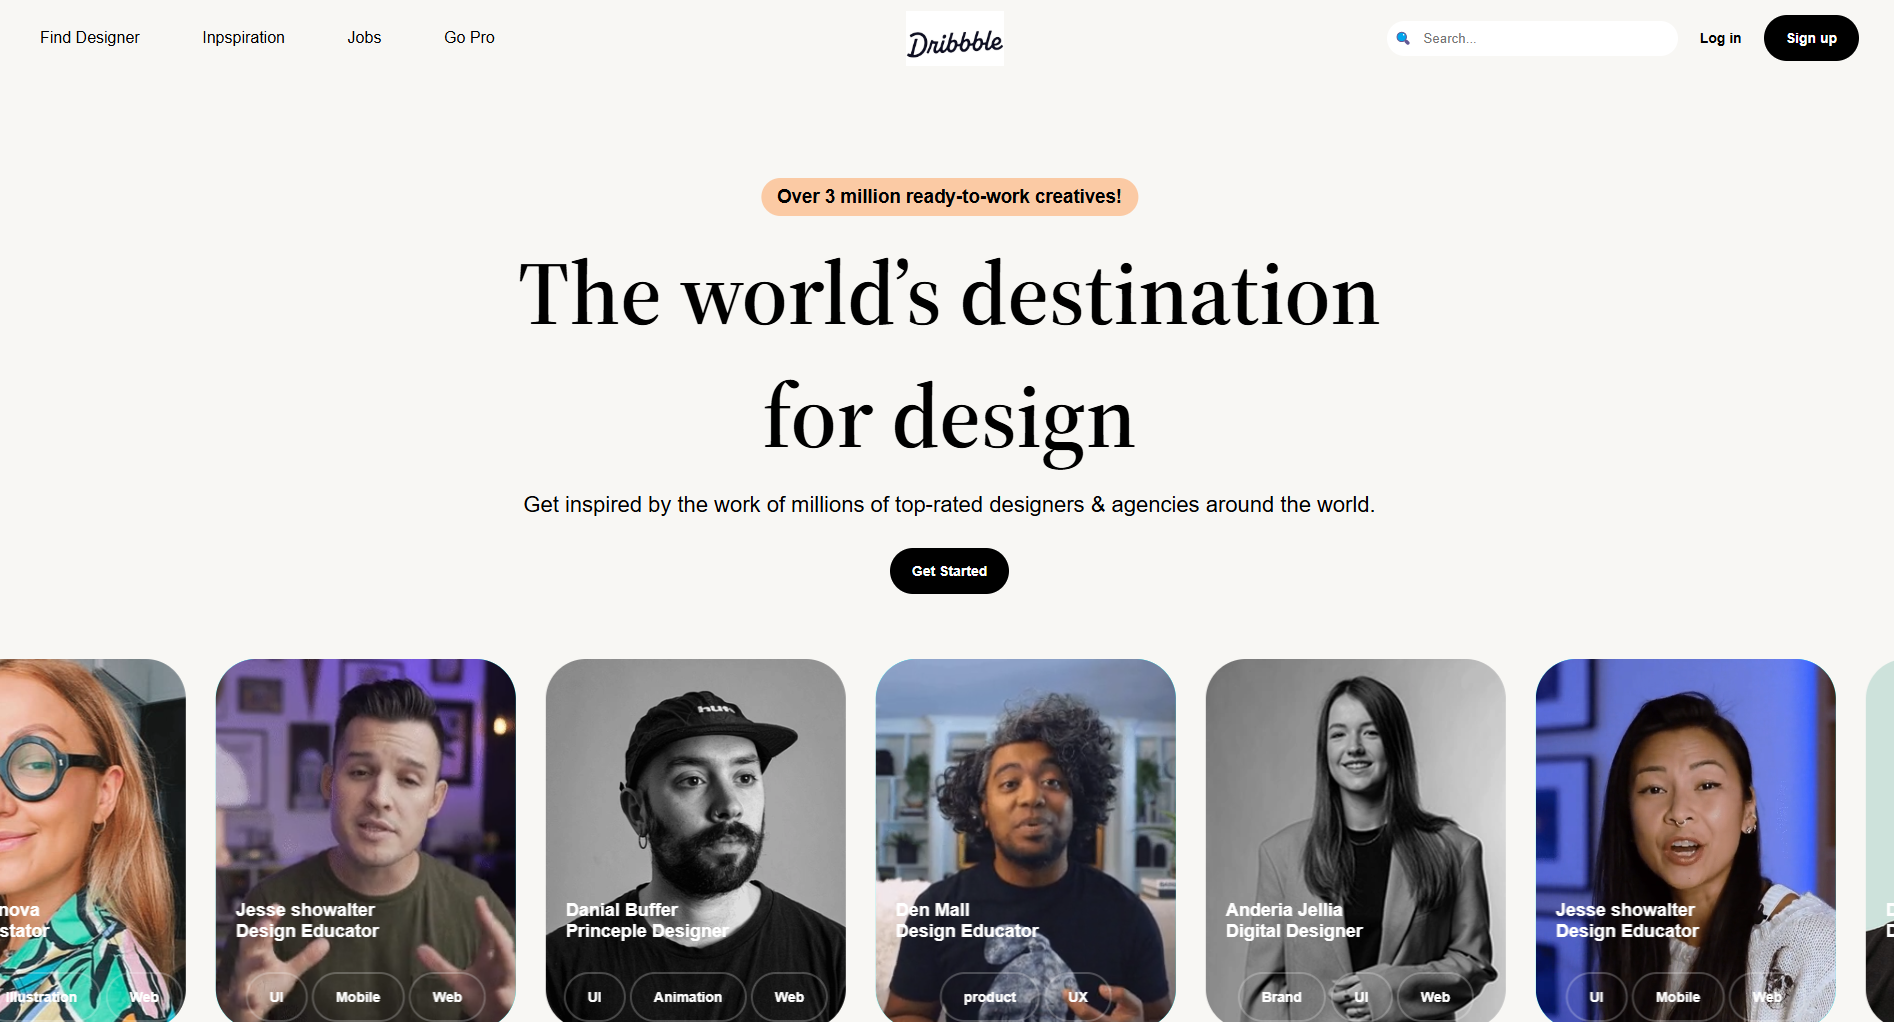 Find Designer
Inpspiration
Jobs
Go Pro
Dribbble
Search...
Log in
Sign up
Over 3 million ready-to-work creatives!
The world's destination
for design
Get inspired by the work of millions of top-rated designers & agencies around the world.
Get Started
nova
stator
Illustration
Web
Jesse showalter
Design Educator
UI
Mobile
Web
Danial Buffer
Princeple Designer
UI
Animation
Web
Den Mall
Design Educator
product
UX
Anderia Jellia
Digital Designer
Brand
UI
Web
Jesse showalter
Design Educator
UI
Mobile
Web